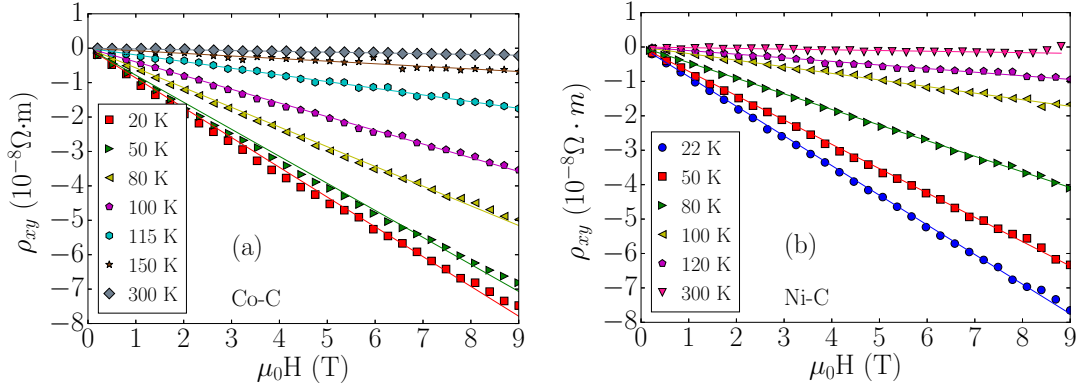 1
0
−1
−2
−3
−4
−5
−6
−7
−8
ρxy (10⁻⁸Ω·m)
20 K
50 K
80 K
100 K
115 K
150 K
300 K
(a)
Co-C
0 1 2 3 4 5 6 7 8 9
μ₀H (T)
1
0
−1
−2
−3
−4
−5
−6
−7
−8
ρxy (10⁻⁸Ω · m)
22 K
50 K
80 K
100 K
120 K
300 K
(b)
Ni-C
0 1 2 3 4 5 6 7 8 9
μ₀H (T)